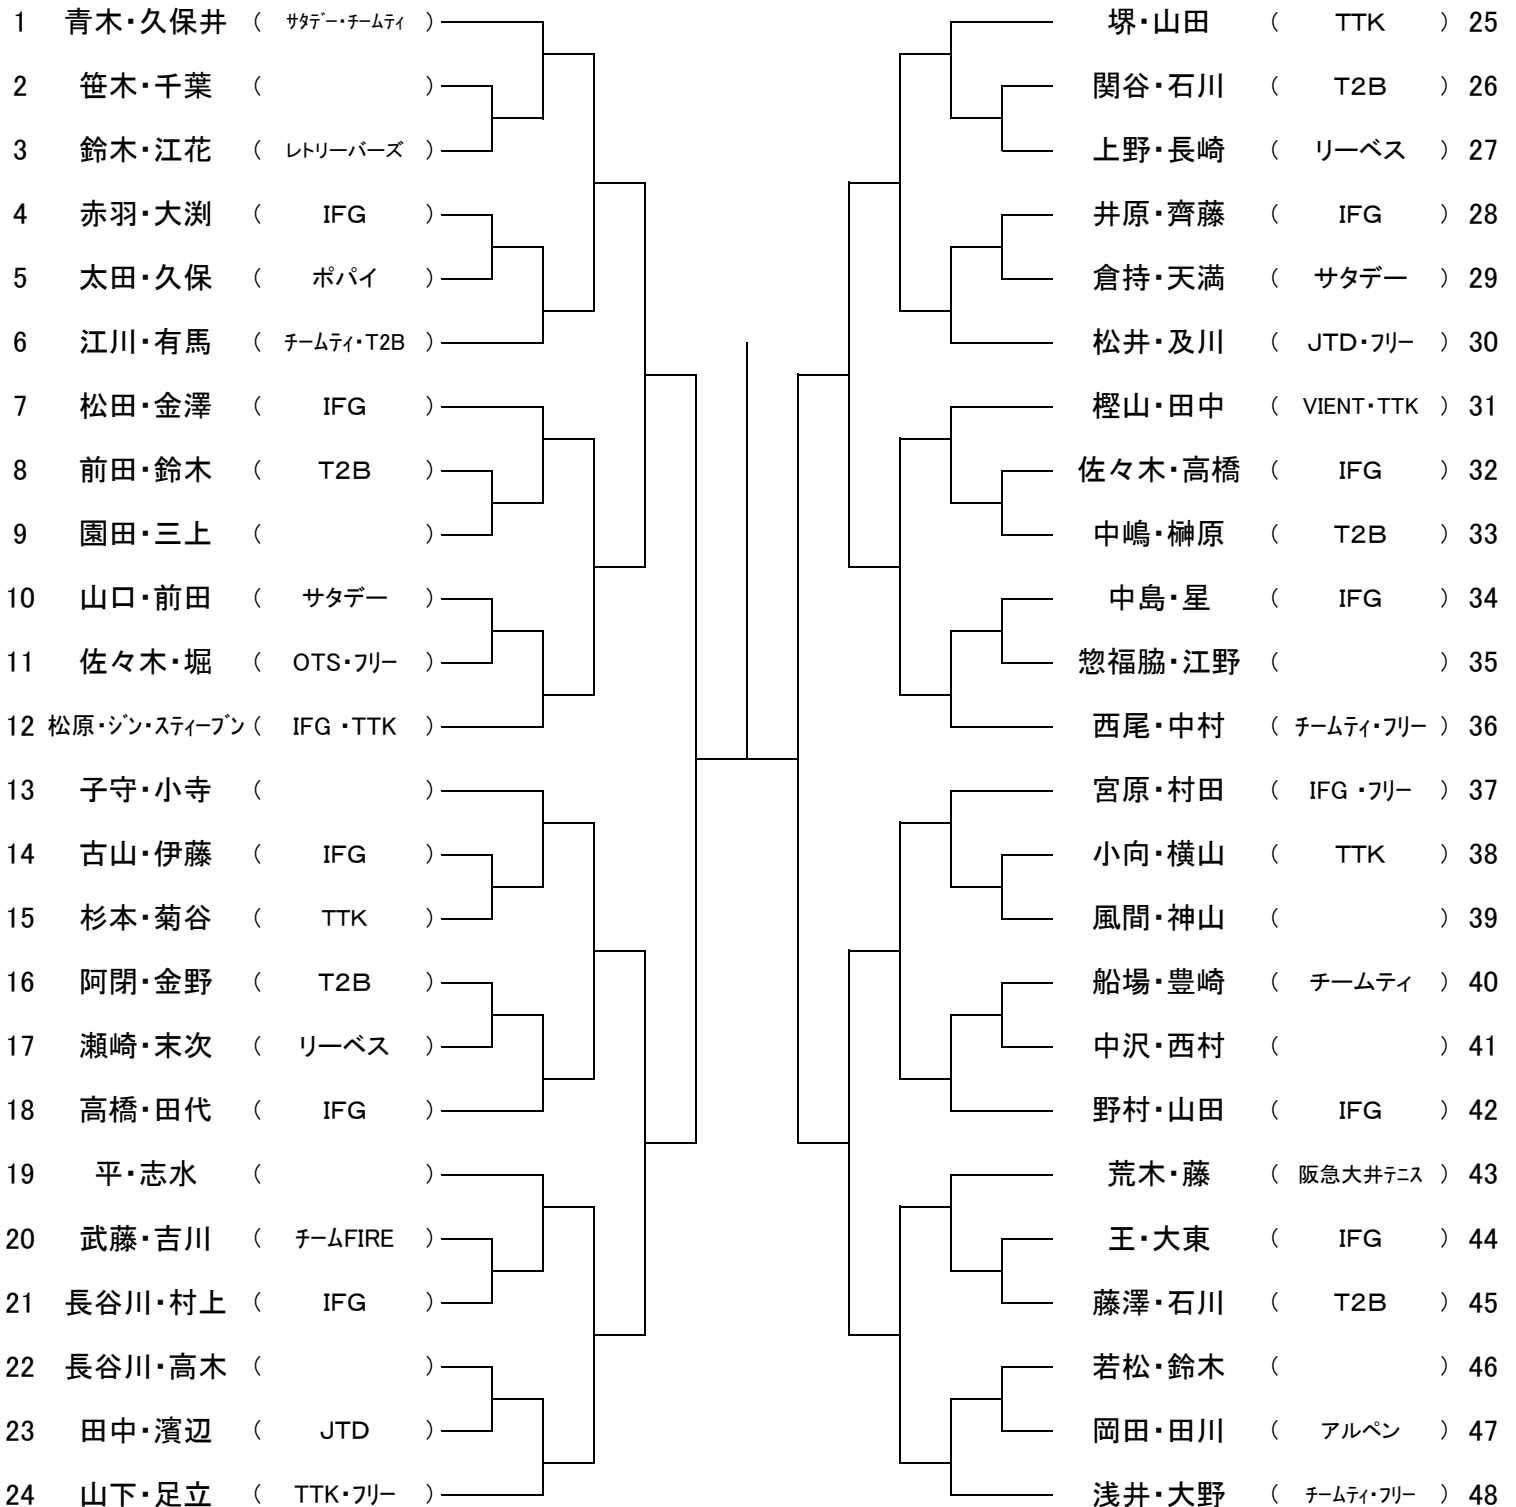 1 青木・久保井 ( ｻﾀﾃﾞｰ・ﾁｰﾑﾃｨ )
2 笹木・千葉 ( )
3 鈴木・江花 ( レトリーバーズ )
4 赤羽・大渕 ( IFG )
5 太田・久保 ( ポパイ )
6 江川・有馬 ( ﾁｰﾑﾃｨ・T2B )
7 松田・金澤 ( IFG )
8 前田・鈴木 ( T2B )
9 園田・三上 ( )
10 山口・前田 ( サタデー )
11 佐々木・堀 ( OTS・ﾌﾘｰ )
12 松原・ｼﾞﾝ・ｽﾃｨｰﾌﾞﾝ ( IFG ・TTK )
13 子守・小寺 ( )
14 古山・伊藤 ( IFG )
15 杉本・菊谷 ( TTK )
16 阿閉・金野 ( T2B )
17 瀬崎・末次 ( リーベス )
18 高橋・田代 ( IFG )
19 平・志水 ( )
20 武藤・吉川 ( ﾁｰﾑFIRE )
21 長谷川・村上 ( IFG )
22 長谷川・高木 ( )
23 田中・濱辺 ( JTD )
24 山下・足立 ( TTK・ﾌﾘｰ )
堺・山田 ( TTK ) 25
関谷・石川 ( T2B ) 26
上野・長崎 ( リーベス ) 27
井原・齊藤 ( IFG ) 28
倉持・天満 ( サタデー ) 29
松井・及川 ( JTD・ﾌﾘｰ ) 30
樫山・田中 ( VIENT・TTK ) 31
佐々木・高橋 ( IFG ) 32
中嶋・榊原 ( T2B ) 33
中島・星 ( IFG ) 34
惣福脇・江野 ( ) 35
西尾・中村 ( ﾁｰﾑﾃｨ・ﾌﾘｰ ) 36
宮原・村田 ( IFG ・ﾌﾘｰ ) 37
小向・横山 ( TTK ) 38
風間・神山 ( ) 39
船場・豊崎 ( チームティ ) 40
中沢・西村 ( ) 41
野村・山田 ( IFG ) 42
荒木・藤 ( 阪急大井ﾃﾆｽ ) 43
王・大東 ( IFG ) 44
藤澤・石川 ( T2B ) 45
若松・鈴木 ( ) 46
岡田・田川 ( アルペン ) 47
浅井・大野 ( ﾁｰﾑﾃｨ・ﾌﾘｰ ) 48